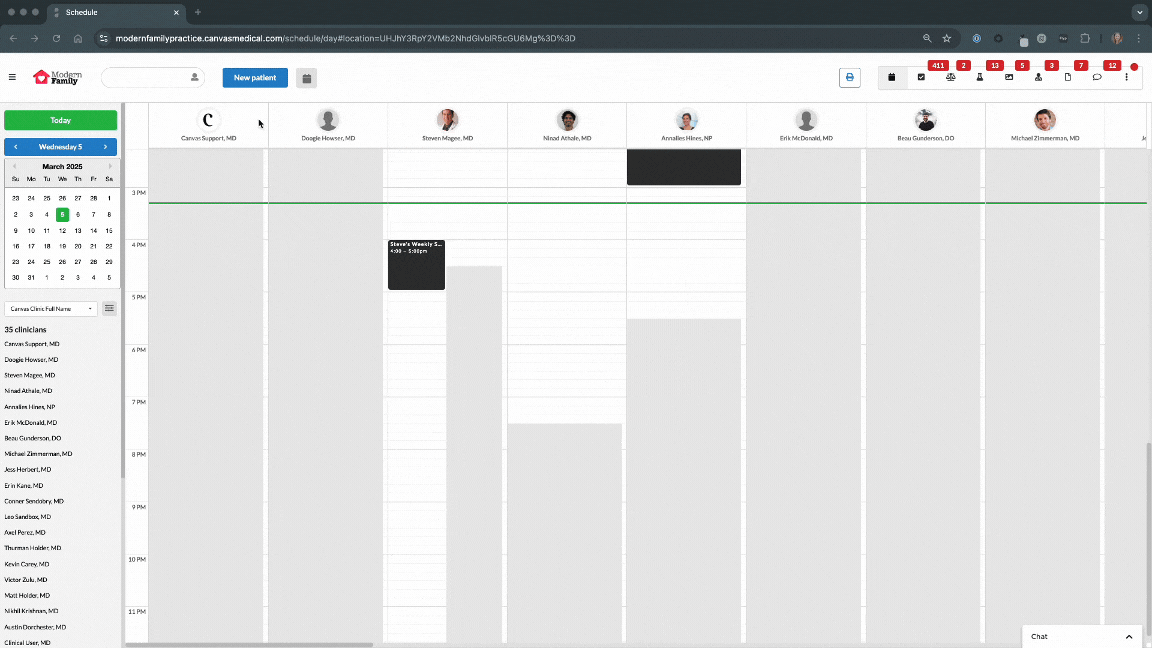 Schedule
modernfamilypractice.canvasmedical.com/schedule/day#location=UHJhY3RpY2VMb2NhdGlvblR5cGU6Mg%3D%3D
Modern Family
New patient
411
2
13
5
3
7
12
Today
Wednesday 5
March 2025
Su Mo Tu We Th Fr Sa
23 24 25 26 27 28 1
2 3 4 5 6 7 8
9 10 11 12 13 14 15
16 17 18 19 20 21 22
23 24 25 26 27 28 29
30 31 1 2 3 4 5
Canvas Clinic Full Name
35 clinicians
Canvas Support, MD
Doogie Howser, MD
Steven Magee, MD
Ninad Athale, MD
Annalies Hines, NP
Erik McDonald, MD
Beau Gunderson, DO
Michael Zimmerman, MD
Jess Herbert, MD
Erin Kane, MD
Conner Sendobry, MD
Leo Sandbox, MD
Axel Perez, MD
Thurman Holder, MD
Kevin Carey, MD
Victor Zulu, MD
Matt Holder, MD
Nikhil Krishnan, MD
Austin Dorchester, MD
Clinical User, MD
C
Canvas Support, MD
Doogie Howser, MD
Steven Magee, MD
Ninad Athale, MD
Annalies Hines, NP
Erik McDonald, MD
Beau Gunderson, DO
Michael Zimmerman, MD
3 PM
4 PM
Steve's Weekly S...
4:00 – 5:00pm
5 PM
6 PM
7 PM
8 PM
9 PM
10 PM
11 PM
Chat